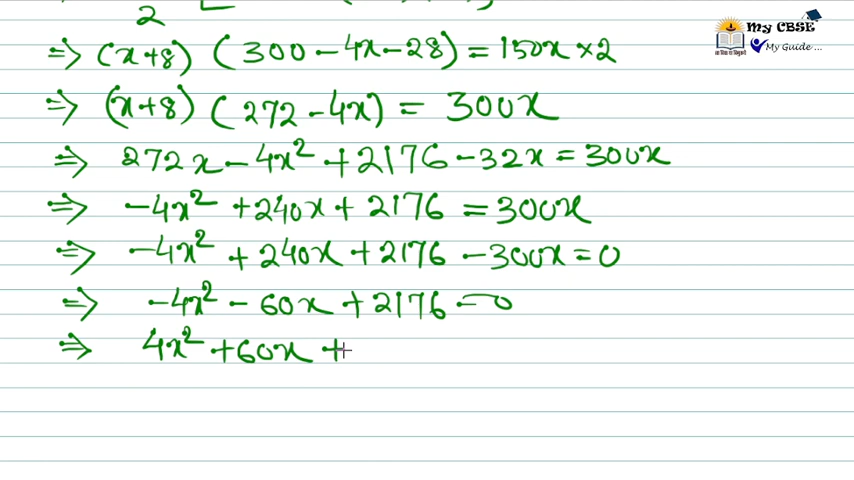 2
My CBSE
My Guide ...
⇒ (x+8) (300 - 4x - 28) = 150x × 2
⇒ (x+8) (272 - 4x) = 300x
⇒ 272x - 4x² + 2176 - 32x = 300x
⇒ -4x² + 240x + 2176 = 300x
⇒ -4x² + 240x + 2176 - 300x = 0
⇒ -4x² - 60x + 2176 = 0
⇒ 4x² + 60x +